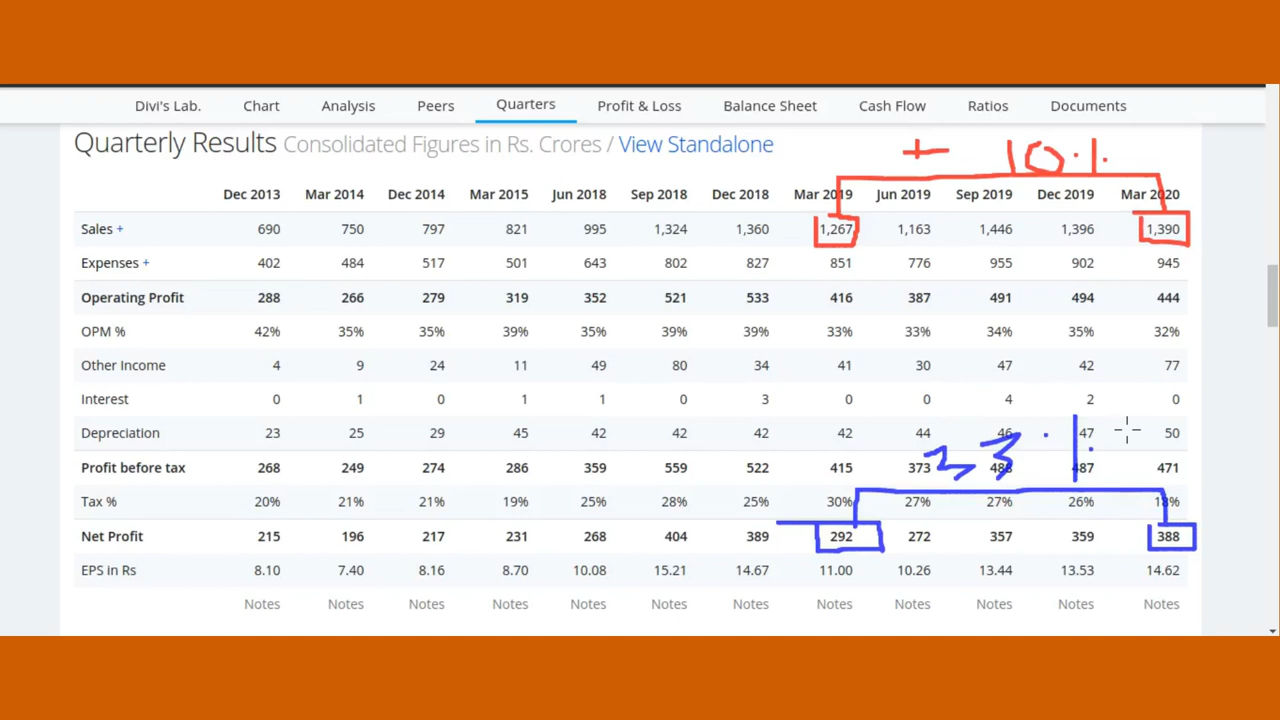 Divi's Lab. Chart Analysis Peers Quarters Profit & Loss Balance Sheet Cash Flow Ratios Documents
Quarterly Results Consolidated Figures in Rs. Crores / View Standalone
+ 10%
Dec 2013 Mar 2014 Dec 2014 Mar 2015 Jun 2018 Sep 2018 Dec 2018 Mar 2019 Jun 2019 Sep 2019 Dec 2019 Mar 2020
Sales + 690 750 797 821 995 1,324 1,360 1,267 1,163 1,446 1,396 1,390
Expenses + 402 484 517 501 643 802 827 851 776 955 902 945
Operating Profit 288 266 279 319 352 521 533 416 387 491 494 444
OPM % 42% 35% 35% 39% 35% 39% 39% 33% 33% 34% 35% 32%
Other Income 4 9 24 11 49 80 34 41 30 47 42 77
Interest 0 1 0 1 1 0 3 0 0 4 2 0
Depreciation 23 25 29 45 42 42 42 42 44 46 47 50
33%
Profit before tax 268 249 274 286 359 559 522 415 373 488 487 471
Tax % 20% 21% 21% 19% 25% 28% 25% 30% 27% 27% 26% 18%
Net Profit 215 196 217 231 268 404 389 292 272 357 359 388
EPS in Rs 8.10 7.40 8.16 8.70 10.08 15.21 14.67 11.00 10.26 13.44 13.53 14.62
Notes Notes Notes Notes Notes Notes Notes Notes Notes Notes Notes Notes